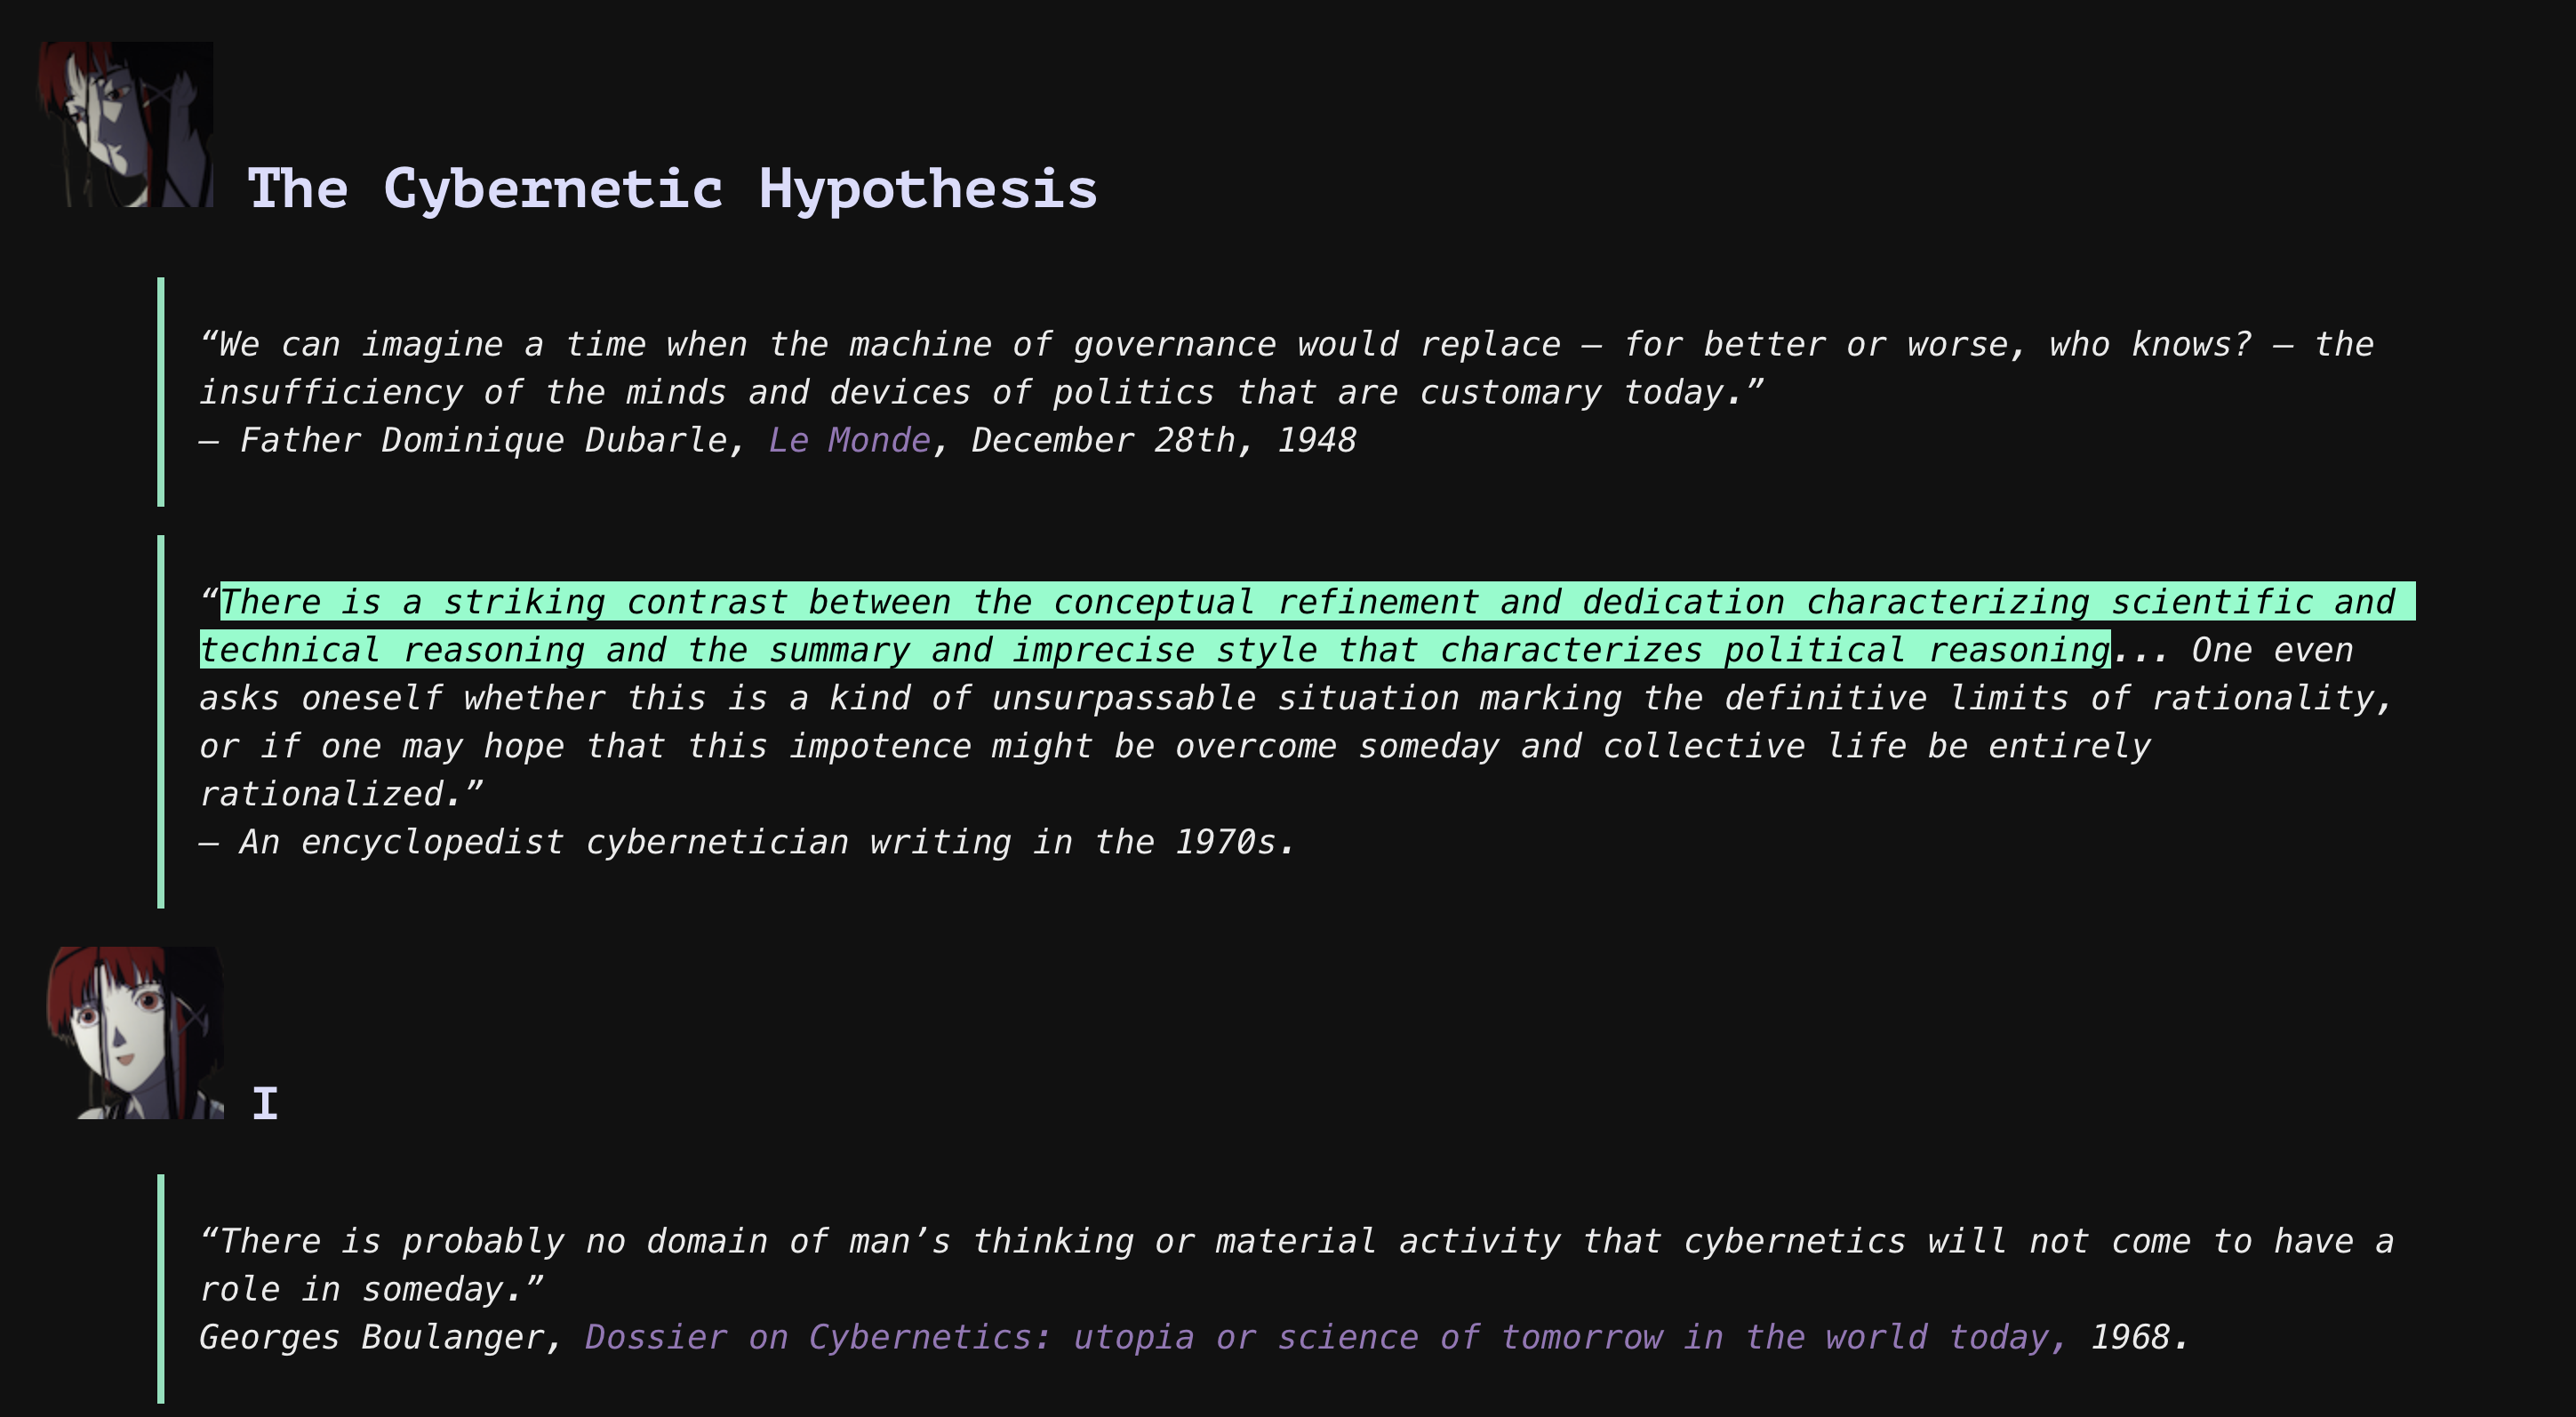 The Cybernetic Hypothesis
“We can imagine a time when the machine of governance would replace — for better or worse, who knows? — the
insufficiency of the minds and devices of politics that are customary today.”
— Father Dominique Dubarle, Le Monde, December 28th, 1948
“There is a striking contrast between the conceptual refinement and dedication characterizing scientific and
technical reasoning and the summary and imprecise style that characterizes political reasoning... One even
asks oneself whether this is a kind of unsurpassable situation marking the definitive limits of rationality,
or if one may hope that this impotence might be overcome someday and collective life be entirely
rationalized.”
— An encyclopedist cybernetician writing in the 1970s.
I
“There is probably no domain of man’s thinking or material activity that cybernetics will not come to have a
role in someday.”
Georges Boulanger, Dossier on Cybernetics: utopia or science of tomorrow in the world today, 1968.